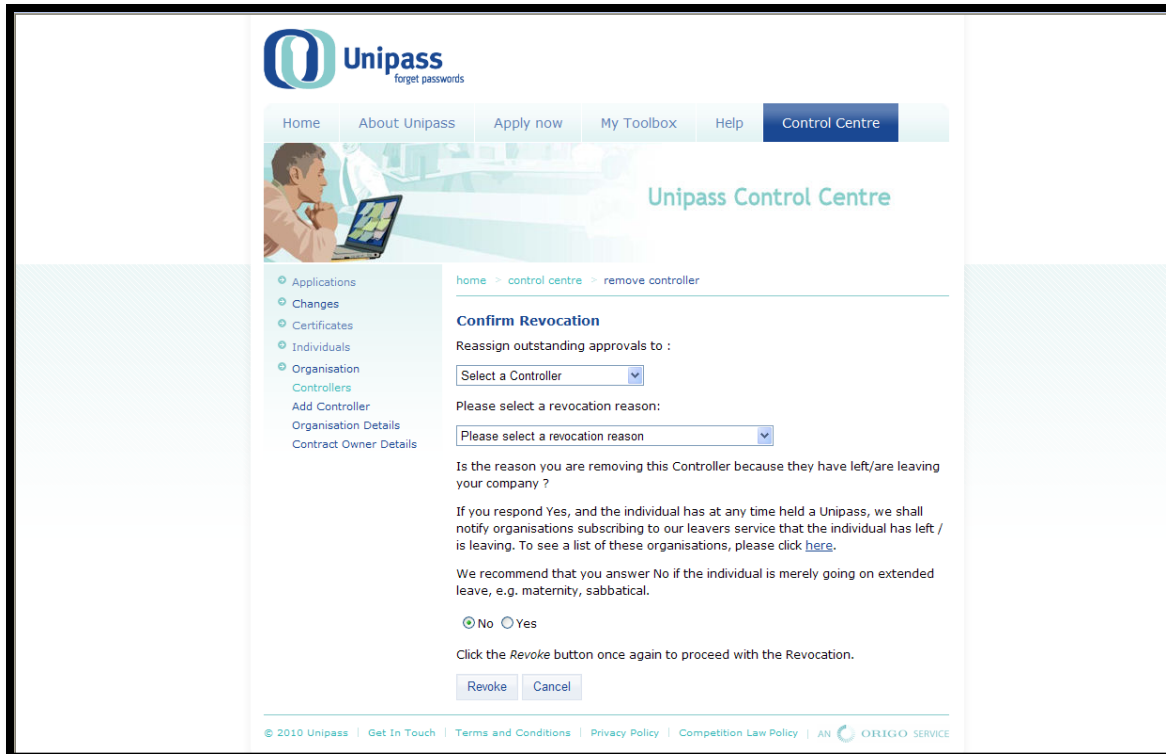 Unipass
forget passwords
Home About Unipass Apply now My Toolbox Help Control Centre
Unipass Control Centre
Applications
Changes
Certificates
Individuals
Organisation
Controllers
Add Controller
Organisation Details
Contract Owner Details
home > control centre > remove controller
Confirm Revocation
Reassign outstanding approvals to :
Select a Controller
Please select a revocation reason:
Please select a revocation reason
Is the reason you are removing this Controller because they have left/are leaving
your company ?
If you respond Yes, and the individual has at any time held a Unipass, we shall
notify organisations subscribing to our leavers service that the individual has left /
is leaving. To see a list of these organisations, please click here.
We recommend that you answer No if the individual is merely going on extended
leave, e.g. maternity, sabbatical.
No Yes
Click the Revoke button once again to proceed with the Revocation.
Revoke Cancel
© 2010 Unipass | Get In Touch | Terms and Conditions | Privacy Policy | Competition Law Policy | AN ORIGO SERVICE